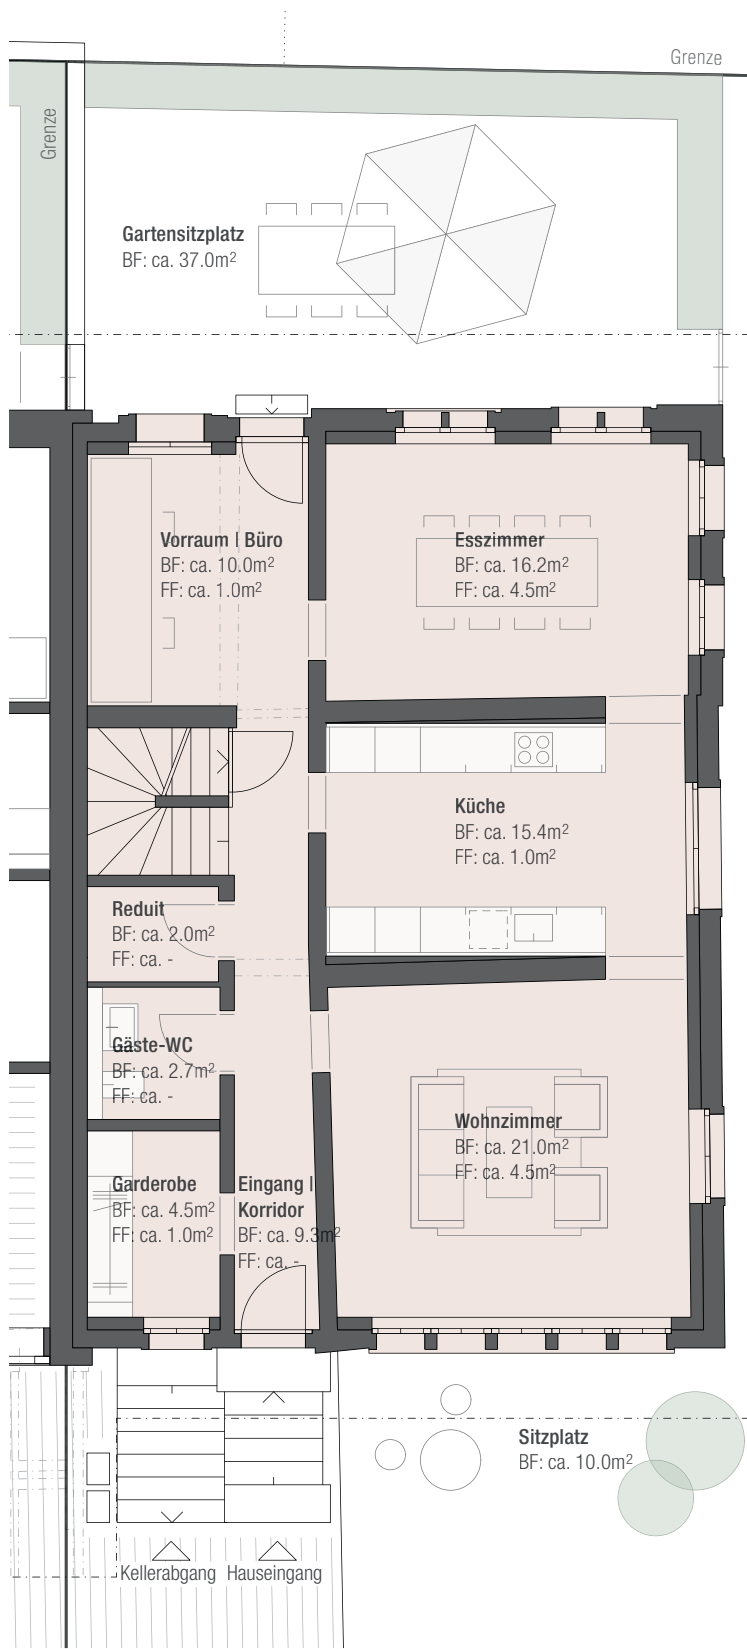 Grenze
Grenze
Gartensitzplatz
BF: ca. 37.0m²
Vorraum | Büro
BF: ca. 10.0m²
FF: ca. 1.0m²
Esszimmer
BF: ca. 16.2m²
FF: ca. 4.5m²
Küche
BF: ca. 15.4m²
FF: ca. 1.0m²
Reduit
BF: ca. 2.0m²
FF: ca. -
Gäste-WC
BF: ca. 2.7m²
FF: ca. -
Wohnzimmer
BF: ca. 21.0m²
FF: ca. 4.5m²
Garderobe
BF: ca. 4.5m²
FF: ca. 1.0m²
Eingang |
Korridor
BF: ca. 9.3m²
FF: ca. -
Sitzplatz
BF: ca. 10.0m²
Kellerabgang
Hauseingang